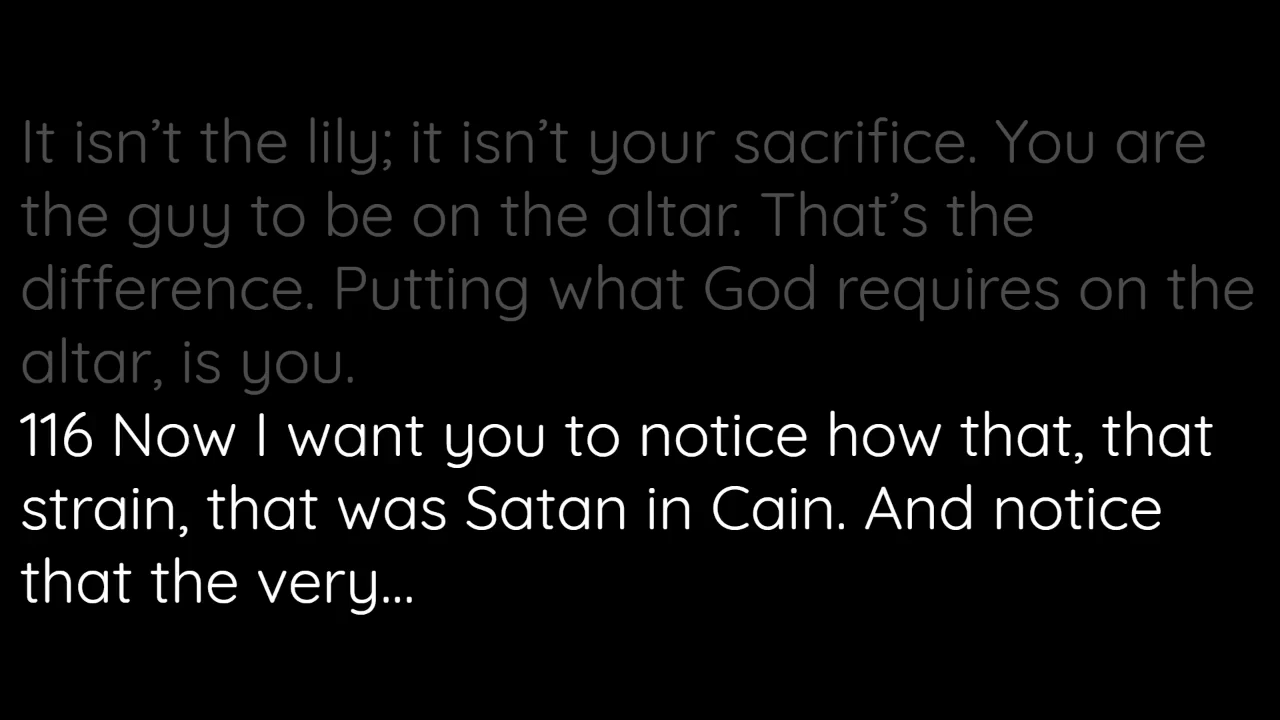 It isn’t the lily; it isn’t your sacrifice. You are
the guy to be on the altar. That’s the
difference. Putting what God requires on the
altar, is you.
116 Now I want you to notice how that, that
strain, that was Satan in Cain. And notice
that the very...